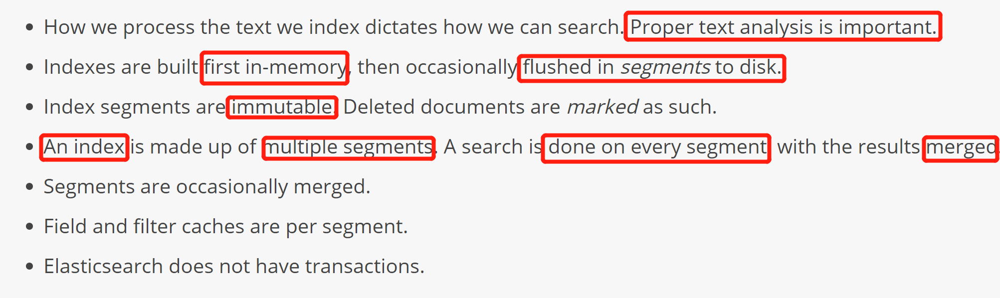 • How we process the text we index dictates how we can search. Proper text analysis is important.
• Indexes are built first in-memory, then occasionally flushed in segments to disk.
• Index segments are immutable. Deleted documents are marked as such.
• An index is made up of multiple segments. A search is done on every segment, with the results merged.
• Segments are occasionally merged.
• Field and filter caches are per segment.
• Elasticsearch does not have transactions.